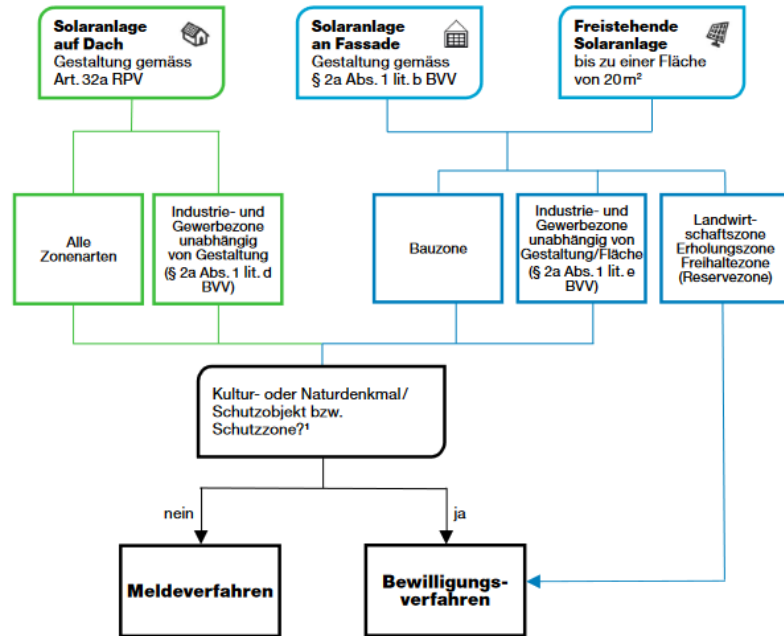 Solaranlage
auf Dach
Gestaltung gemäss
Art. 32a RPV
Solaranlage
an Fassade
Gestaltung gemäss
§ 2a Abs. 1 lit. b BVV
Freistehende
Solaranlage
bis zu einer Fläche
von 20 m²
Alle
Zonenarten
Industrie- und
Gewerbezone
unabhängig
von Gestaltung
(§ 2a Abs. 1 lit. d
BVV)
Bauzone
Industrie- und
Gewerbezone
unabhängig von
Gestaltung/Fläche
(§ 2a Abs. 1 lit. e
BVV)
Landwirt-
schaftszone
Erholungszone
Freihaltezone
(Reservezone)
Kultur- oder Naturdenkmal/
Schutzobjekt bzw.
Schutzzone?¹
nein
ja
Meldeverfahren
Bewilligungs-
verfahren